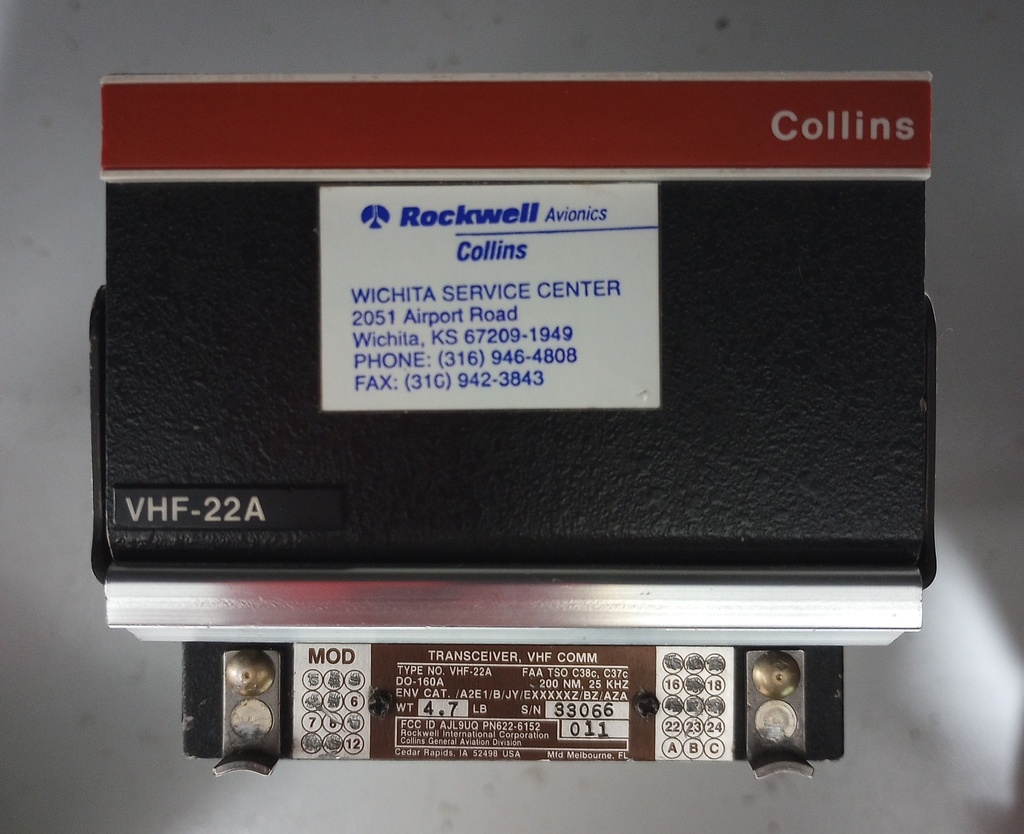 Collins
Rockwell Avionics
Collins
WICHITA SERVICE CENTER
2051 Airport Road
Wichita, KS 67209-1949
PHONE: (316) 946-4808
FAX: (316) 942-3843
VHF-22A
MOD
6
7
12
TRANSCEIVER, VHF COMM
TYPE NO. VHF-22A FAA TSO C38c, C37c
DO-160A 200 NM, 25 KHZ
ENV CAT. /A2E1/B/JY/EXXXXXZ/BZ/AZA
WT 4.7 LB S/N 33066
FCC ID AJL9UQ PN622-6152 011
Rockwell International Corporation
Collins General Aviation Division
Cedar Rapids, IA 52498 USA Mfd Melbourne, FL
16 18
22 23 24
A B C